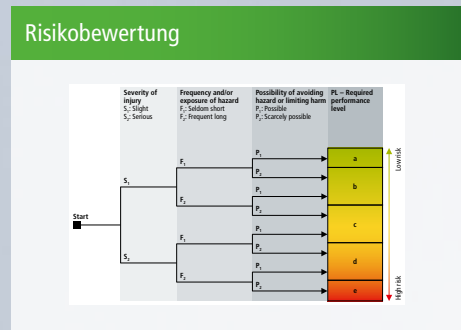 Risikobewertung
Severity of
injury
S₁: Slight
S₂: Serious
Frequency and/or
exposure of hazard
F₁: Seldom short
F₂: Frequent long
Possibility of avoiding
hazard or limiting harm
P₁: Possible
P₂: Scarcely possible
PL – Required
performance
level
Start
S₁
S₂
F₁
F₂
F₁
F₂
P₁
P₂
P₁
P₂
P₁
P₂
P₁
P₂
a
b
c
d
e
Low risk
High risk